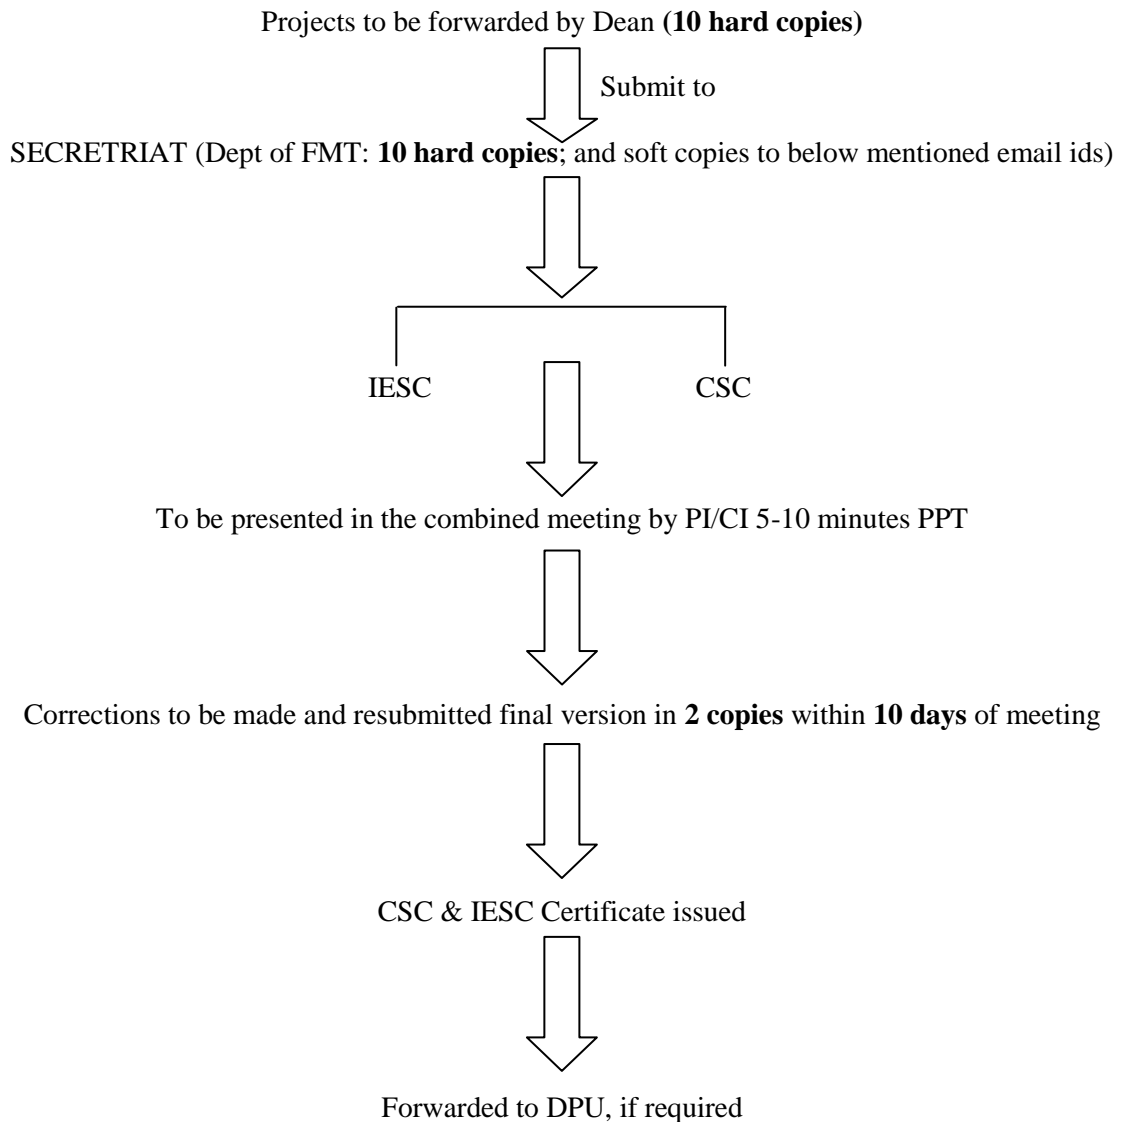 Projects to be forwarded by Dean (10 hard copies)
Submit to
SECRETRIAT (Dept of FMT: 10 hard copies; and soft copies to below mentioned email ids)
IESC
CSC
To be presented in the combined meeting by PI/CI 5-10 minutes PPT
Corrections to be made and resubmitted final version in 2 copies within 10 days of meeting
CSC & IESC Certificate issued
Forwarded to DPU, if required